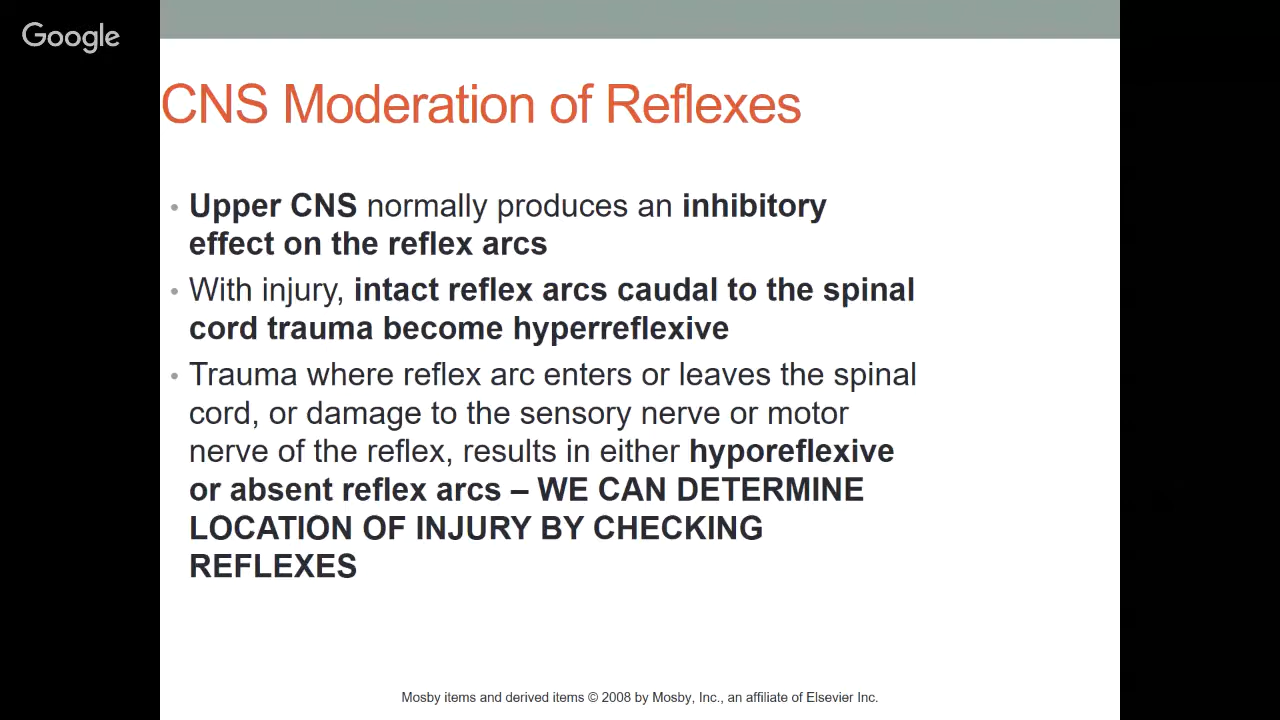 Google
CNS Moderation of Reflexes
• Upper CNS normally produces an inhibitory
effect on the reflex arcs
• With injury, intact reflex arcs caudal to the spinal
cord trauma become hyperreflexive
• Trauma where reflex arc enters or leaves the spinal
cord, or damage to the sensory nerve or motor
nerve of the reflex, results in either hyporeflexive
or absent reflex arcs – WE CAN DETERMINE
LOCATION OF INJURY BY CHECKING
REFLEXES
Mosby items and derived items © 2008 by Mosby, Inc., an affiliate of Elsevier Inc.